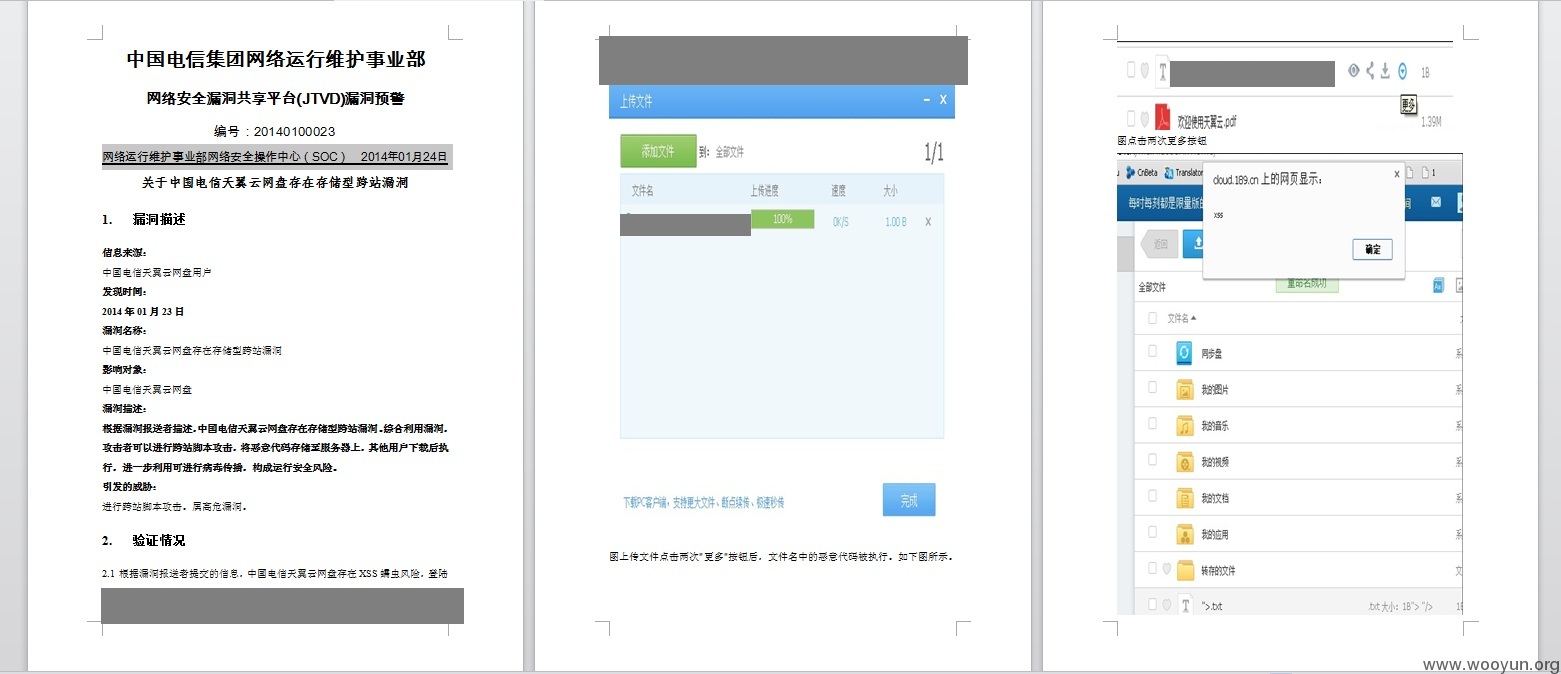 中国电信集团网络运行维护事业部
网络安全漏洞共享平台(JTVD)漏洞预警
编号：20140100023
网络运行维护事业部网络安全操作中心（SOC） 2014年01月24日
关于中国电信天翼云网盘存在存储型跨站漏洞
1. 漏洞描述
信息来源：
中国电信天翼云网盘用户
发现时间：
2014 年 01 月 23 日
漏洞名称：
中国电信天翼云网盘存在存储型跨站漏洞
影响对象：
中国电信天翼云网盘
漏洞描述：
根据漏洞报送者描述，中国电信天翼云网盘存在存储型跨站漏洞。综合利用漏洞，
攻击者可以进行跨站脚本攻击，将恶意代码存储至服务器上，其他用户下载后执
行，进一步利用可进行病毒传播，构成运行安全风险。
引发的威胁：
进行跨站脚本攻击，属高危漏洞。
2. 验证情况
2.1 根据漏洞报送者提交的信息，中国电信天翼云网盘存在 XSS 蠕虫风险，登陆
上传文件 － X
添加文件 到： 全部文件 1/1
文件名 上传进度 速度 大小
100% 0K/S 1.00 B X
下载PC客户端，支持更大文件、断点续传、极速秒传
完成
图上传文件点击两次"更多"按钮后，文件名中的恶意代码被执行。如下图所示。
1B
更多
欢迎使用天翼云.pdf 1.39M
图点击两次更多按钮
CnBeta Translator
cloud.189.cn 上的网页显示： x
1
每时每刻都是限量版的
xss
返回
确定
全部文件 重命名成功
文件名
同步盘 系
我的图片 系
我的音乐 系
我的视频 系
我的文档 系
我的应用 系
转存的文件 文
">.txt .txt 大小：1B"> "/> 1B
www.wooyun.org